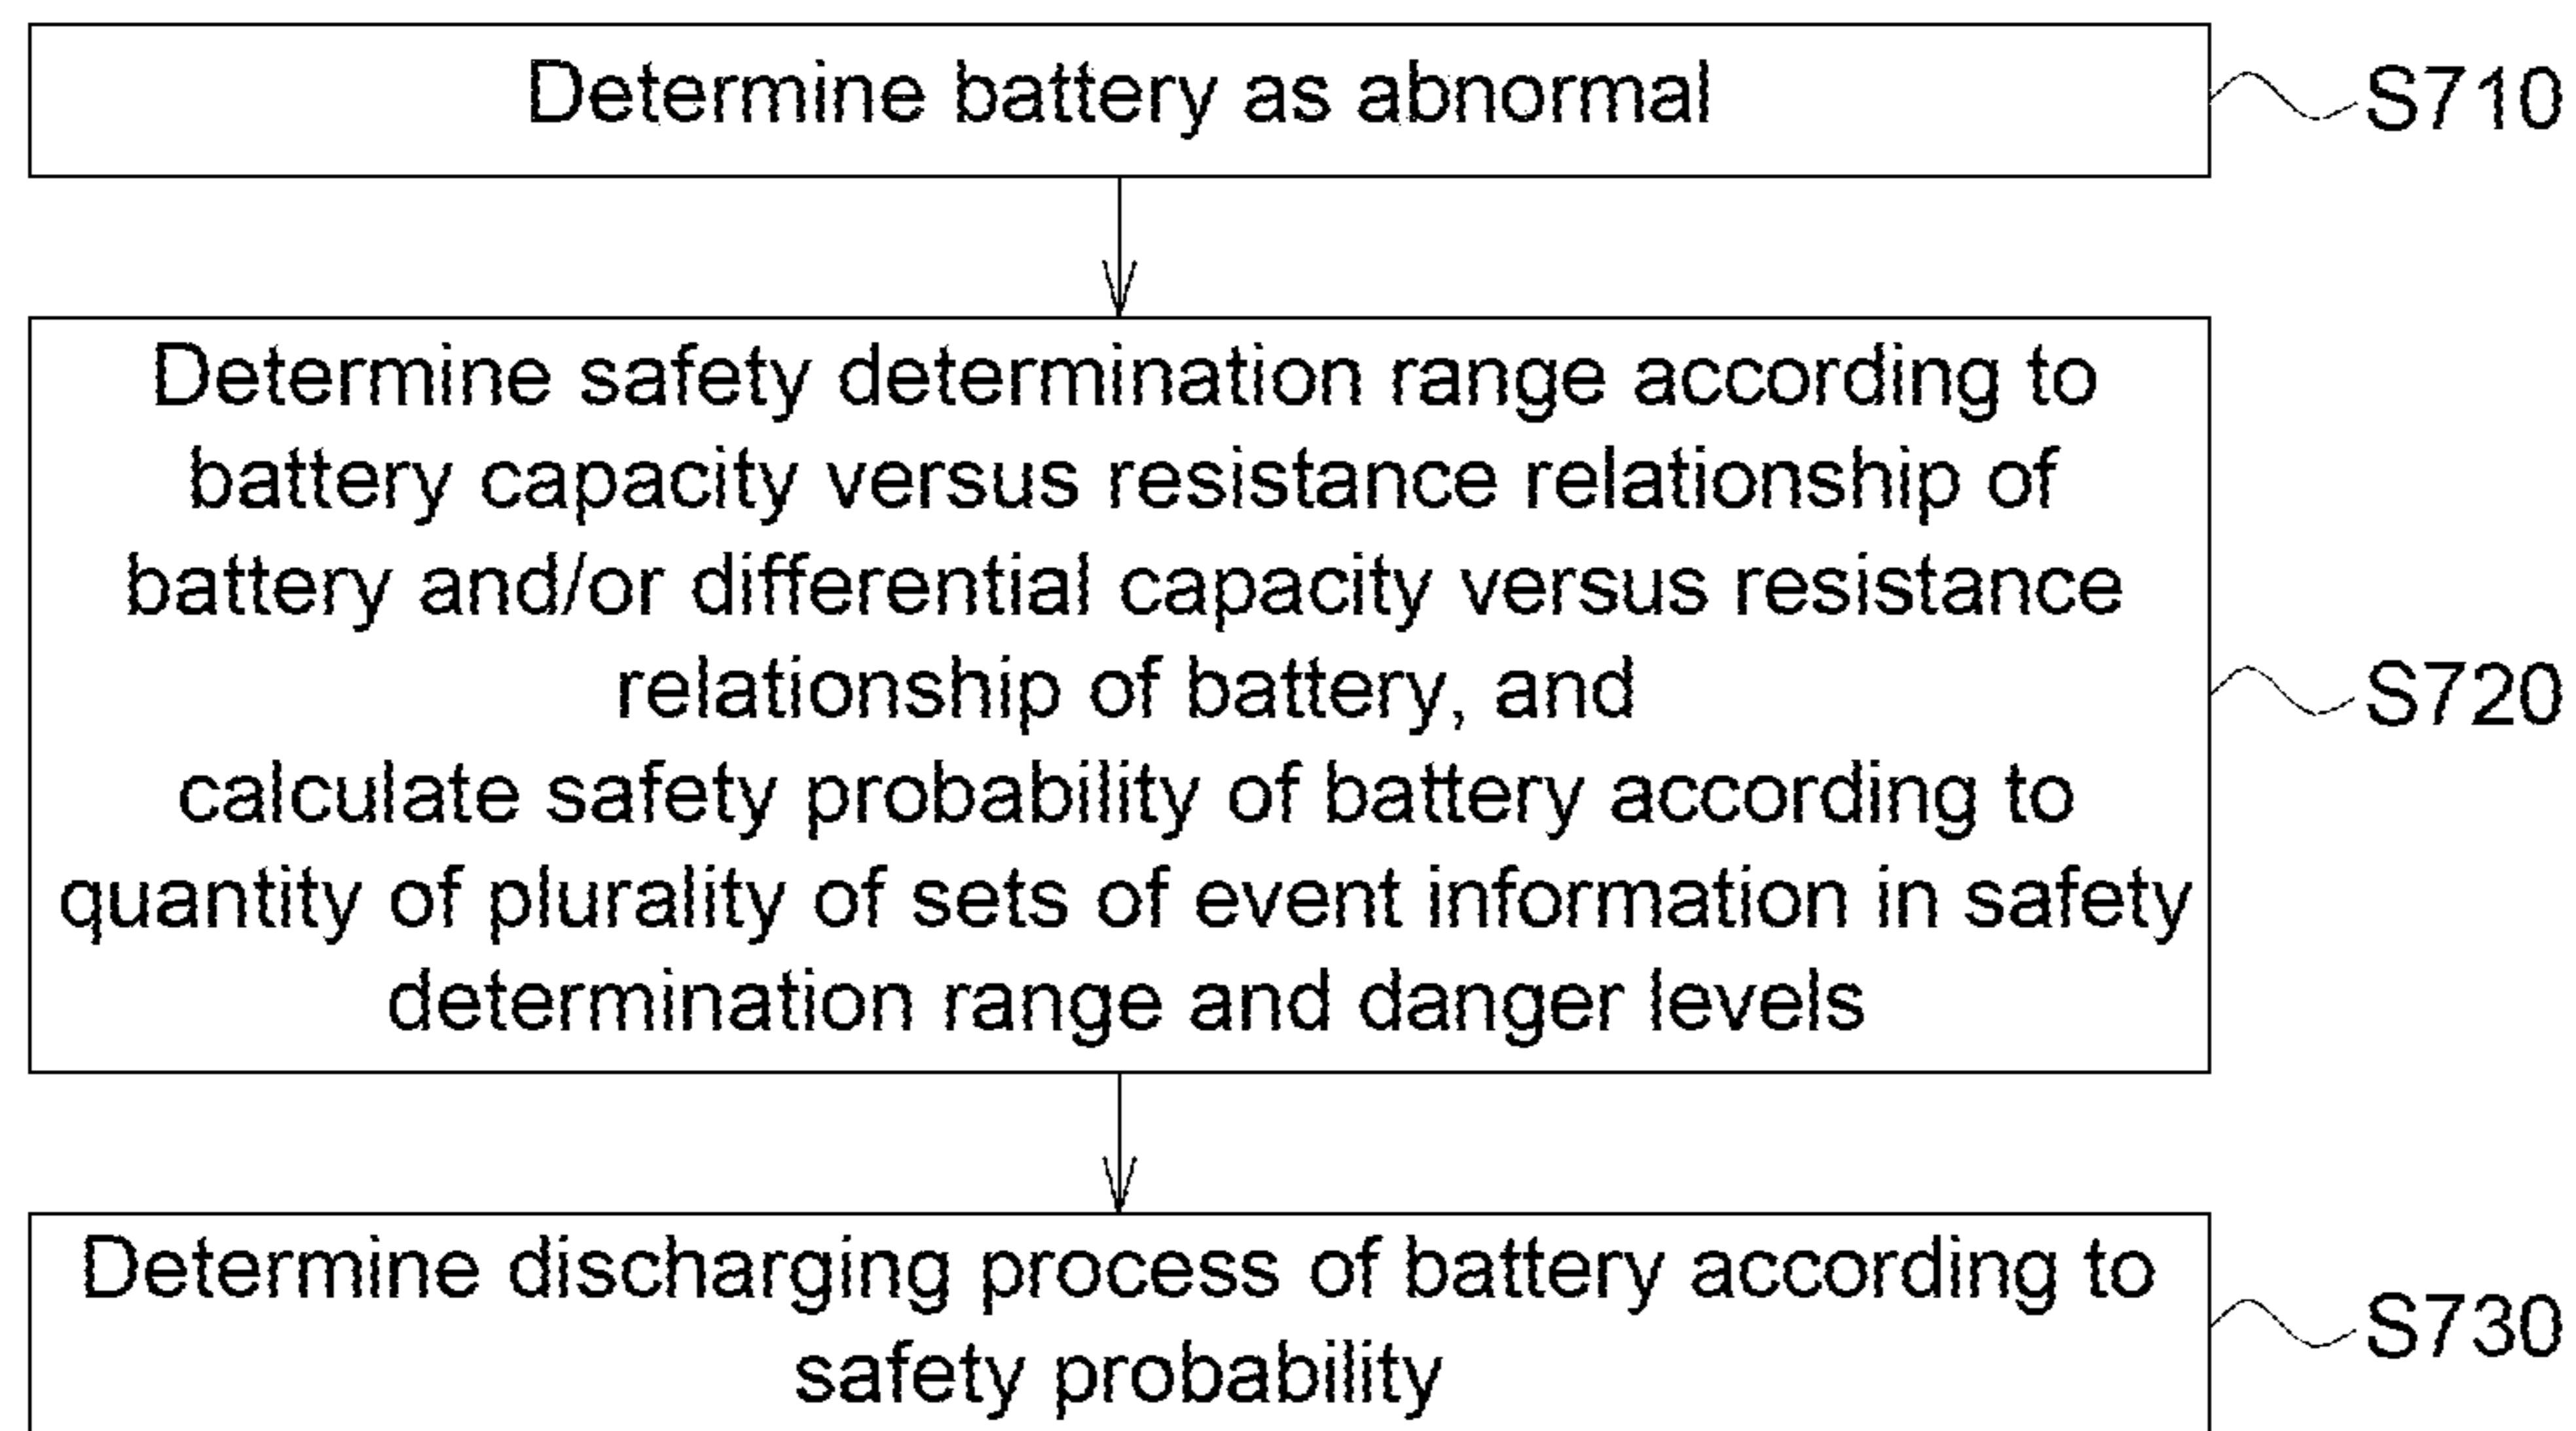 Determine battery as abnormal
S710
Determine safety determination range according to
battery capacity versus resistance relationship of
battery and/or differential capacity versus resistance
relationship of battery, and
calculate safety probability of battery according to
quantity of plurality of sets of event information in safety
determination range and danger levels
S720
Determine discharging process of battery according to
safety probability
S730